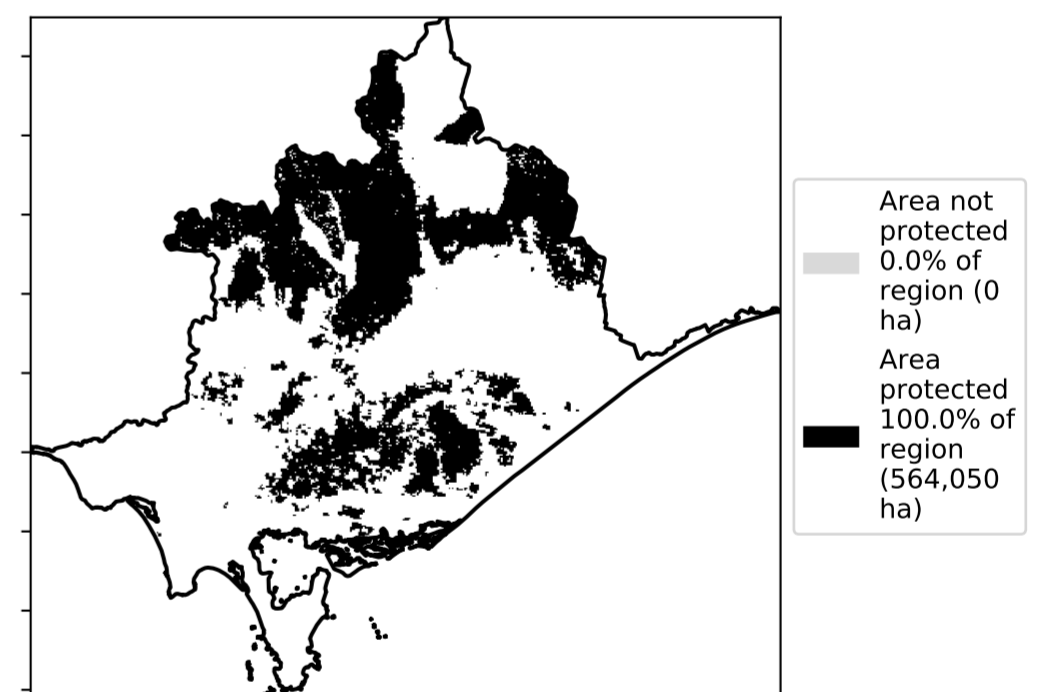 Area not
protected
0.0% of
region (0
ha)
Area
protected
100.0% of
region
(564,050
ha)